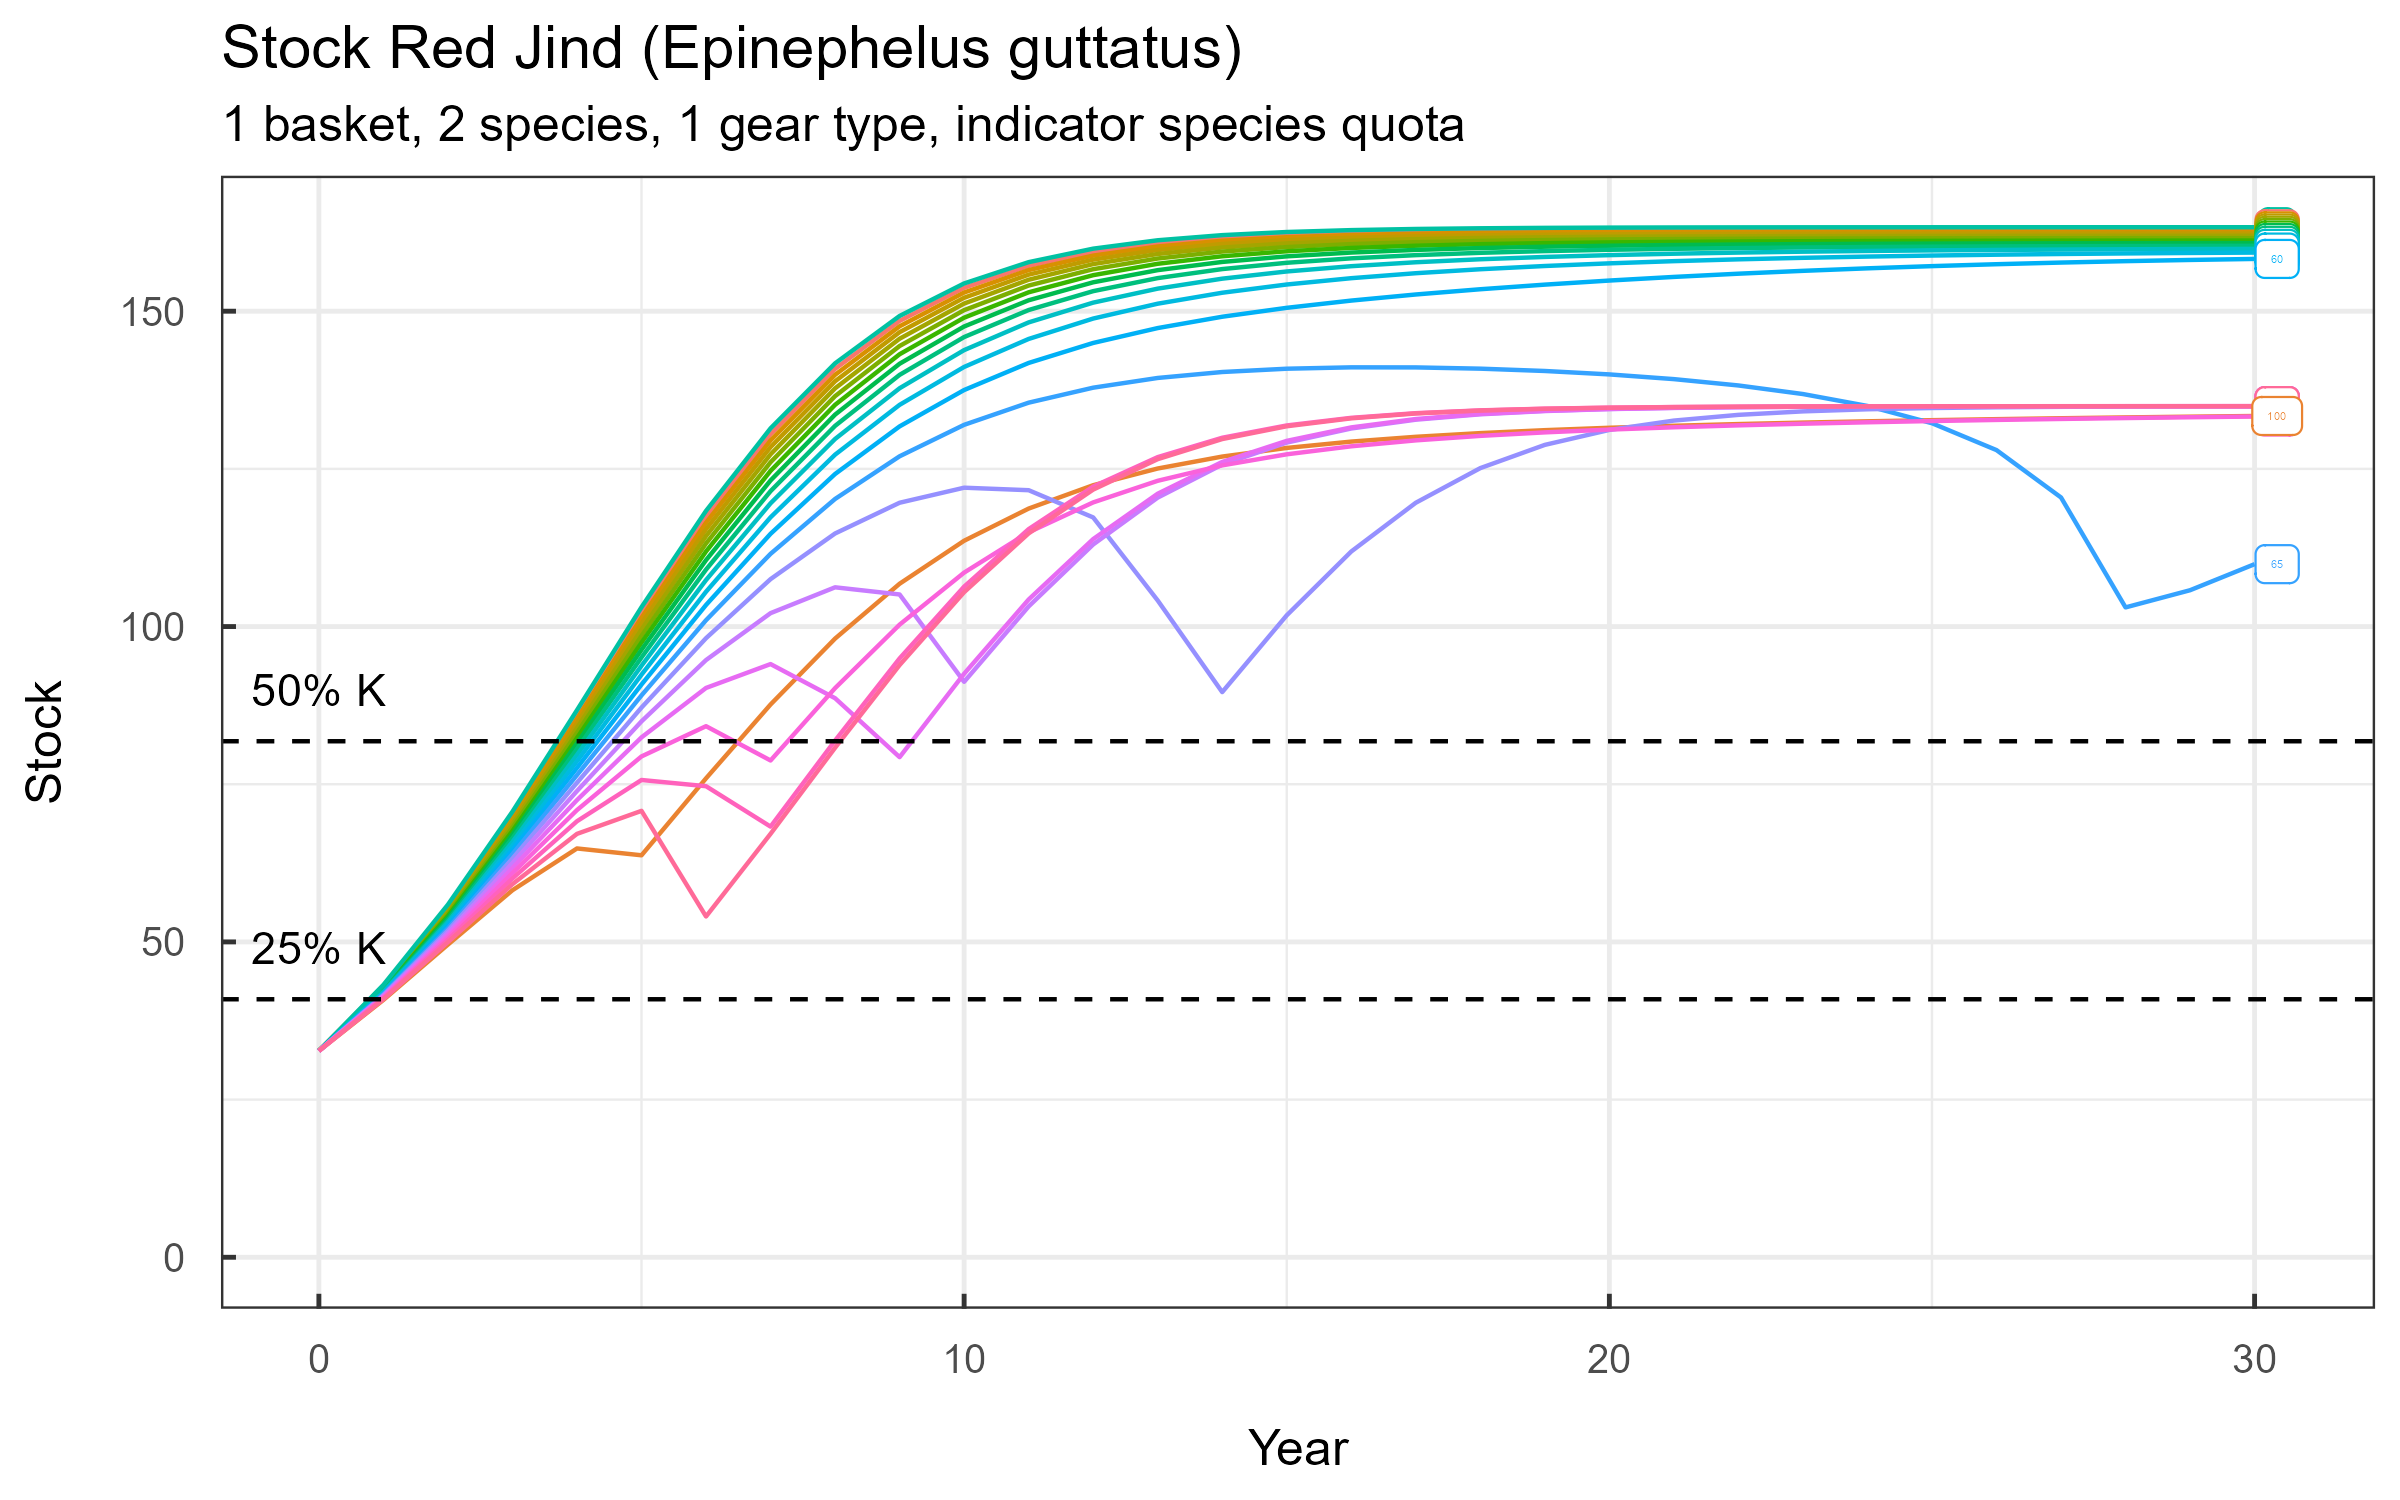 Stock Red Jind (Epinephelus guttatus)
1 basket, 2 species, 1 gear type, indicator species quota
150
100
50
0
Stock
50% K
25% K
60
100
65
0 10 20 30
Year